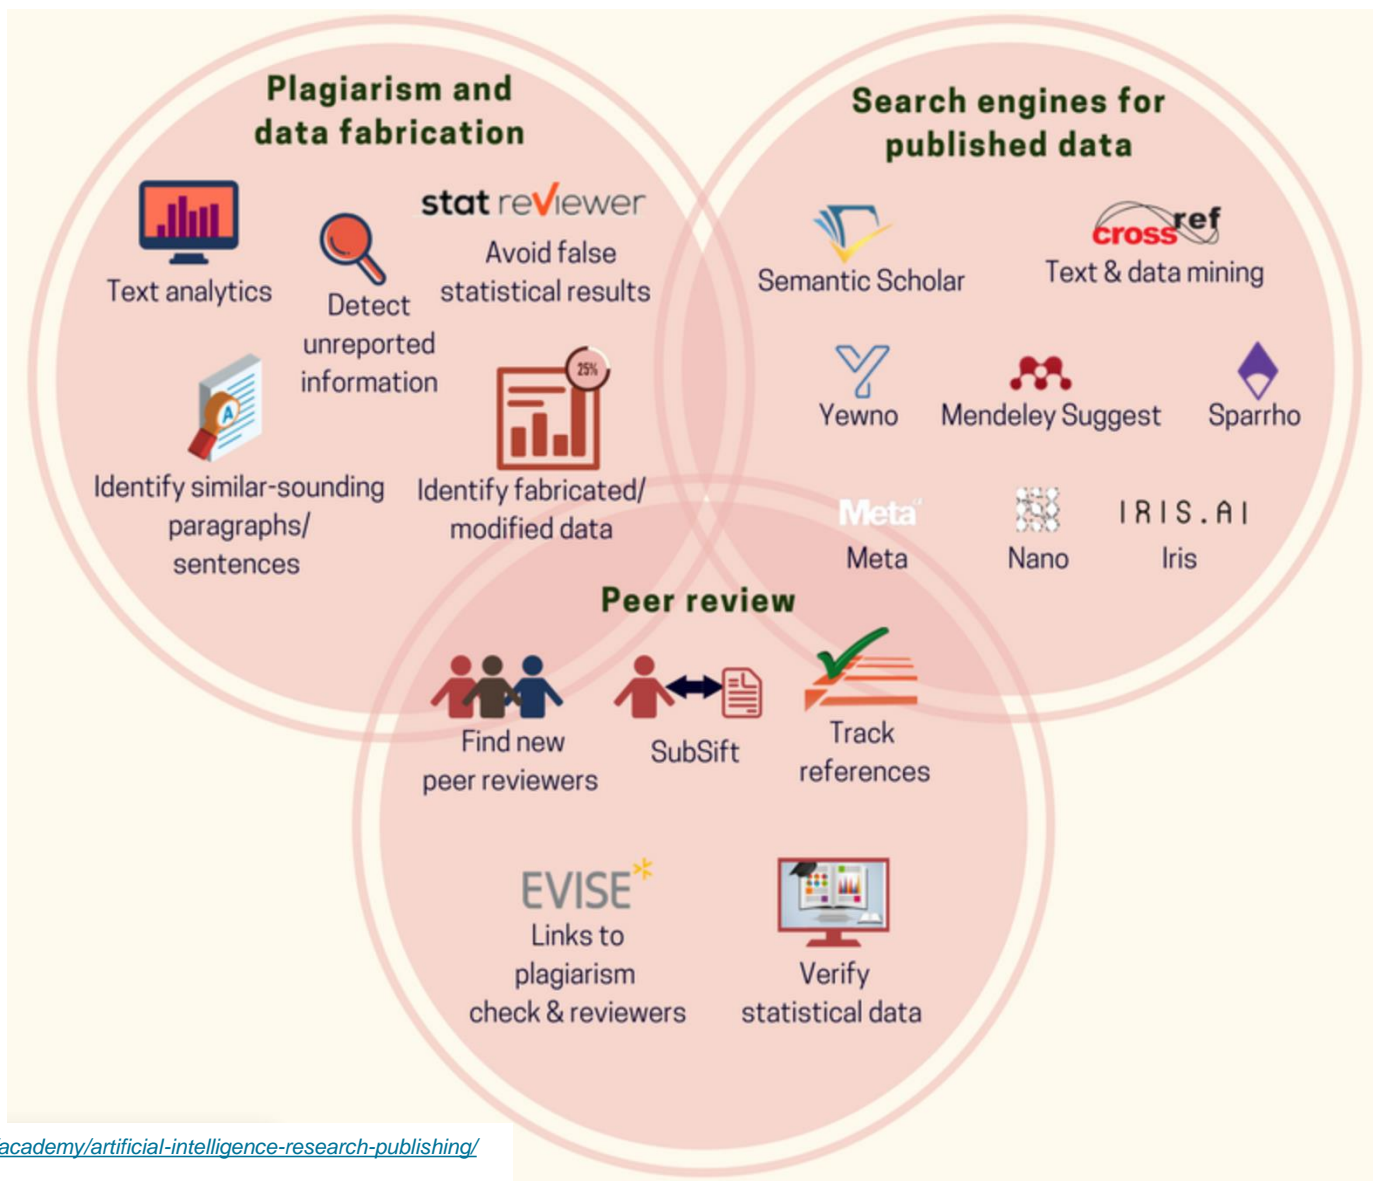 Plagiarism and
data fabrication
Text analytics
Detect
unreported
information
stat reviewer
Avoid false
statistical results
A
Identify similar-sounding
paragraphs/
sentences
25%
Identify fabricated/
modified data
Search engines for
published data
Semantic Scholar
crossref
Text & data mining
Yewno
Mendeley Suggest
Sparrho
Meta
Meta
Nano
IRIS.AI
Iris
Peer review
Find new
peer reviewers
SubSift
Track
references
EVISE*
Links to
plagiarism
check & reviewers
Verify
statistical data
/academy/artificial-intelligence-research-publishing/